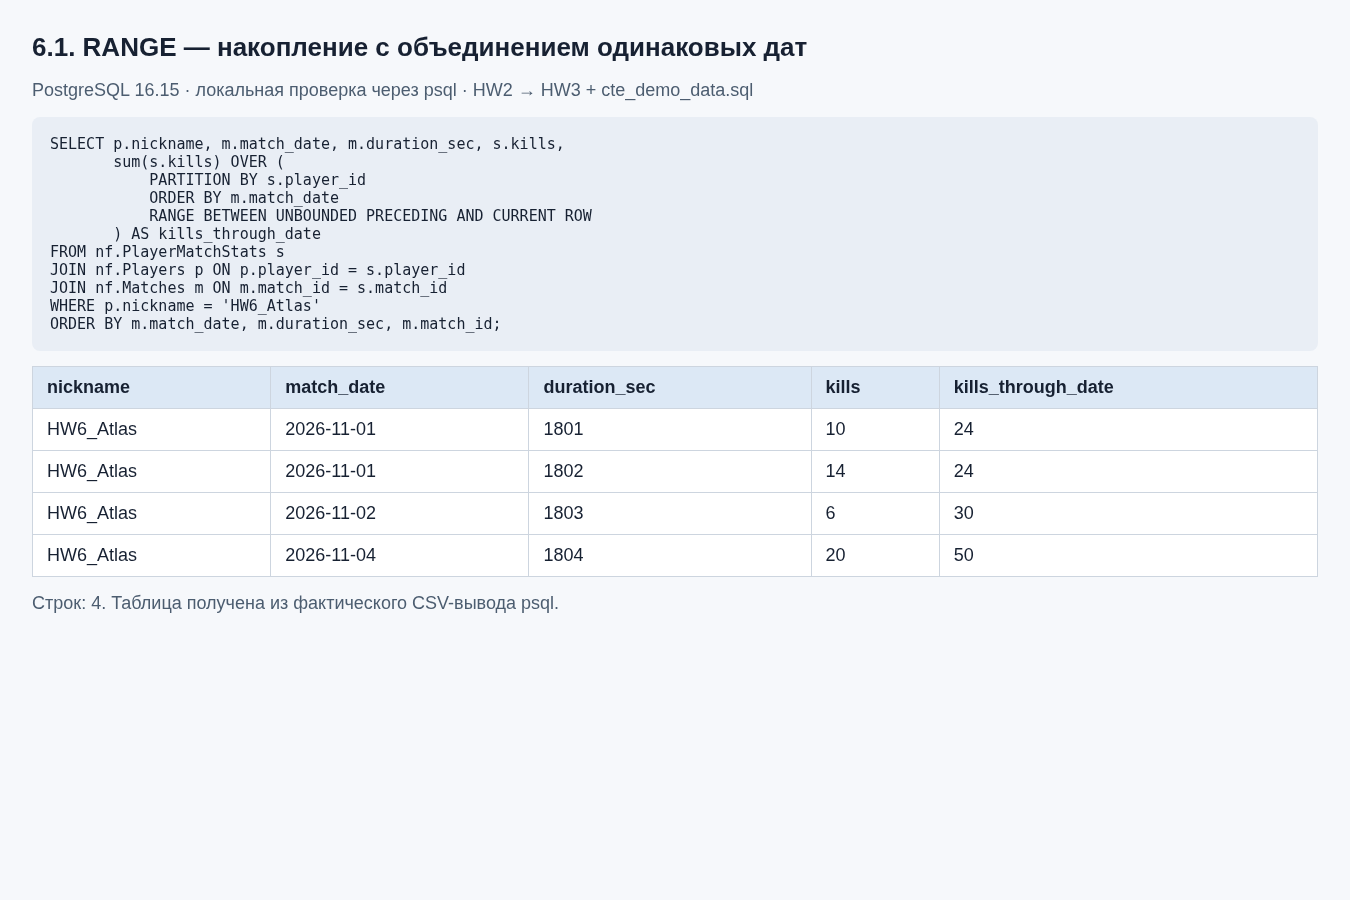 6.1. RANGE — накопление с объединением одинаковых дат
PostgreSQL 16.15 · локальная проверка через psql · HW2 → HW3 + cte_demo_data.sql
SELECT p.nickname, m.match_date, m.duration_sec, s.kills,
       sum(s.kills) OVER (
           PARTITION BY s.player_id
           ORDER BY m.match_date
           RANGE BETWEEN UNBOUNDED PRECEDING AND CURRENT ROW
       ) AS kills_through_date
FROM nf.PlayerMatchStats s
JOIN nf.Players p ON p.player_id = s.player_id
JOIN nf.Matches m ON m.match_id = s.match_id
WHERE p.nickname = 'HW6_Atlas'
ORDER BY m.match_date, m.duration_sec, m.match_id;
nickname match_date duration_sec kills kills_through_date
HW6_Atlas 2026-11-01 1801 10 24
HW6_Atlas 2026-11-01 1802 14 24
HW6_Atlas 2026-11-02 1803 6 30
HW6_Atlas 2026-11-04 1804 20 50
Строк: 4. Таблица получена из фактического CSV-вывода psql.